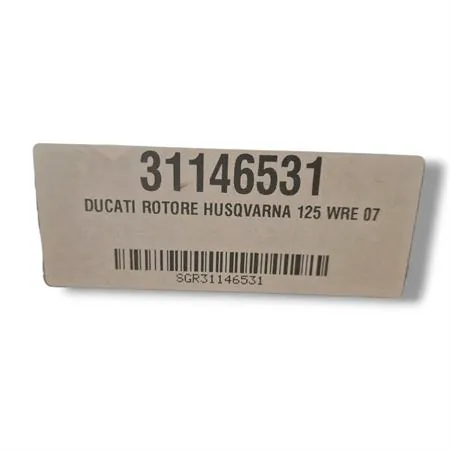 31146531
DUCATI ROTORE HUSQVARNA 125 WRE 07
SGR31146531